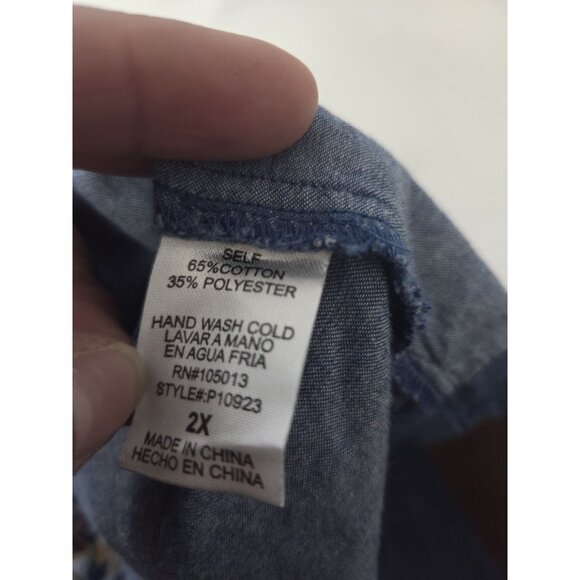 SELF
65%COTTON
35% POLYESTER
HAND WASH COLD
LAVAR A MANO
EN AGUA FRIA
RN#105013
STYLE#:P10923
2X
MADE IN CHINA
HECHO EN CHINA